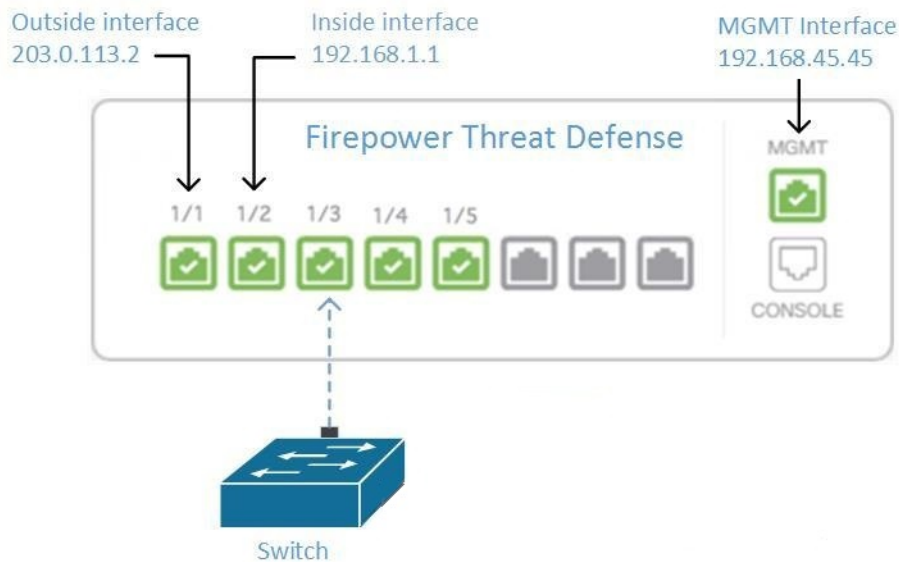 Outside interface
203.0.113.2
Inside interface
192.168.1.1
MGMT Interface
192.168.45.45
Firepower Threat Defense
MGMT
1/1 1/2 1/3 1/4 1/5
CONSOLE
Switch